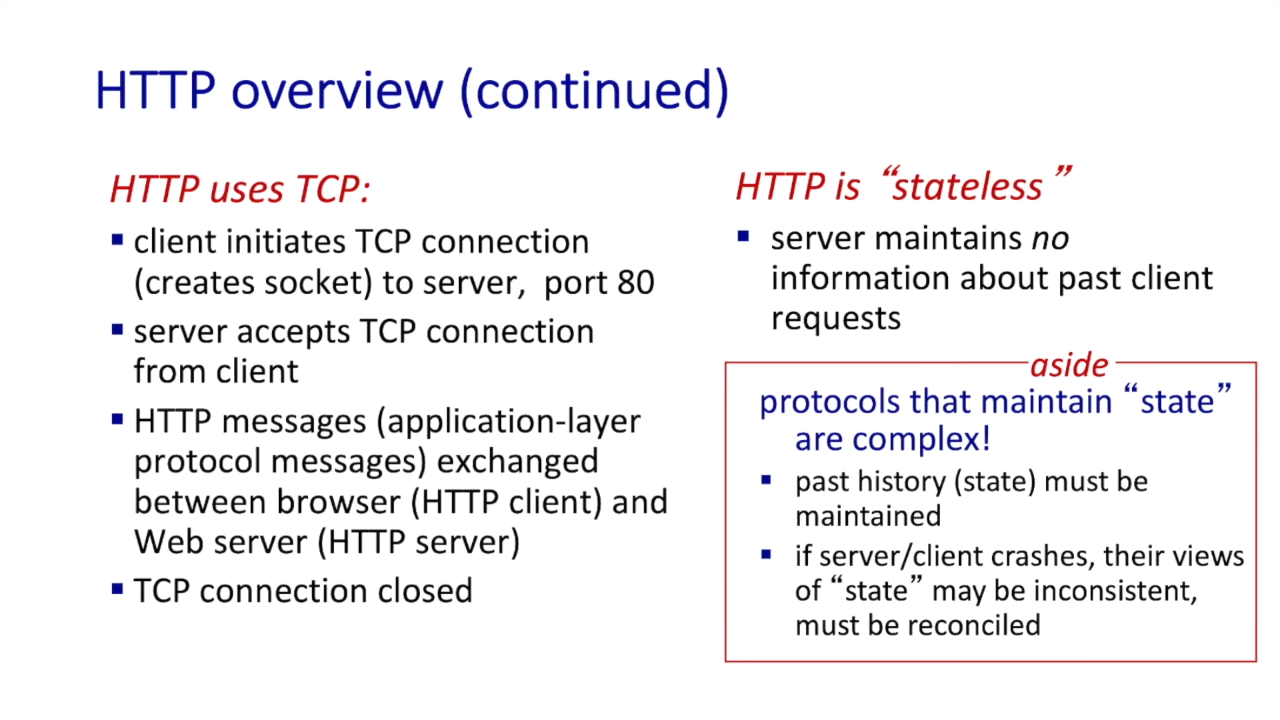 HTTP overview (continued)
HTTP uses TCP:
▪ client initiates TCP connection
(creates socket) to server, port 80
▪ server accepts TCP connection
from client
▪ HTTP messages (application-layer
protocol messages) exchanged
between browser (HTTP client) and
Web server (HTTP server)
▪ TCP connection closed
HTTP is “stateless”
▪ server maintains no
information about past client
requests
aside
protocols that maintain “state”
are complex!
▪ past history (state) must be
maintained
▪ if server/client crashes, their views
of “state” may be inconsistent,
must be reconciled